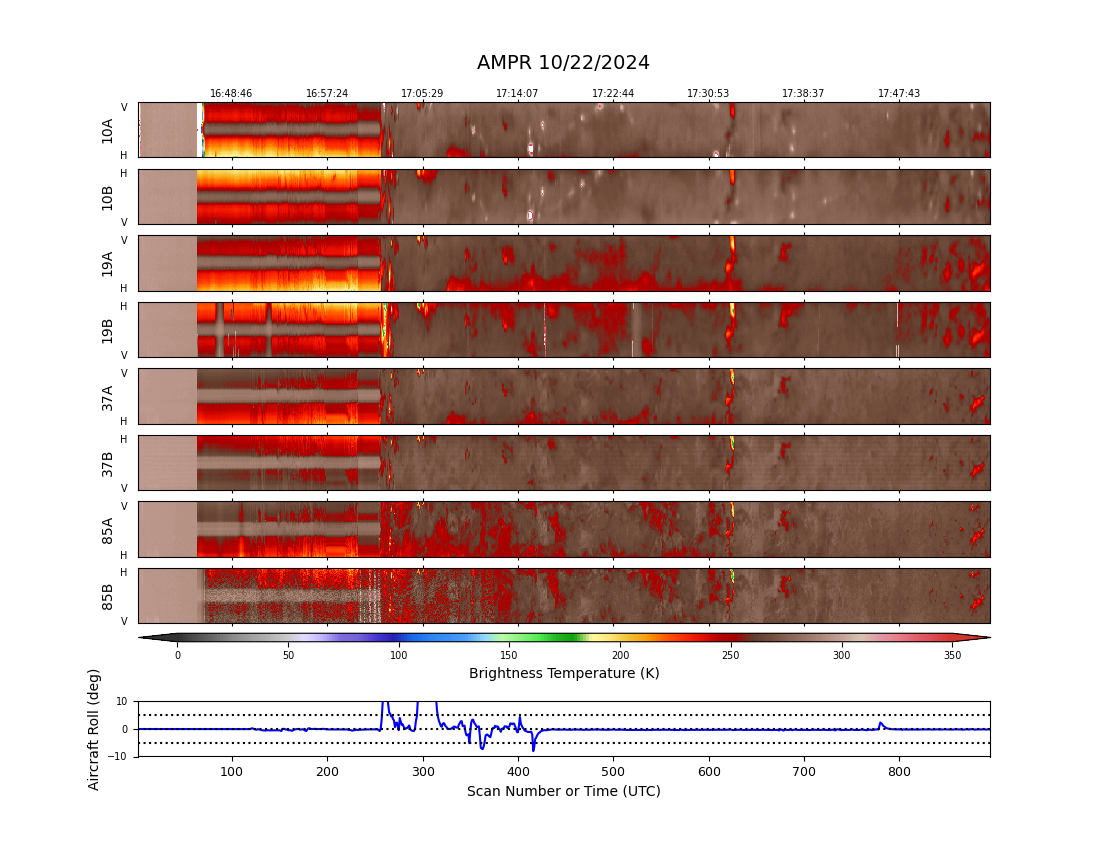 AMPR 10/22/2024
16:48:46 16:57:24 17:05:29 17:14:07 17:22:44 17:30:53 17:38:37 17:47:43
V
10A
H
H
10B
V
V
19A
H
H
19B
V
V
37A
H
H
37B
V
V
85A
H
H
85B
V
0 50 100 150 200 250 300 350
Brightness Temperature (K)
Aircraft Roll (deg)
10
0
−10
100 200 300 400 500 600 700 800
Scan Number or Time (UTC)